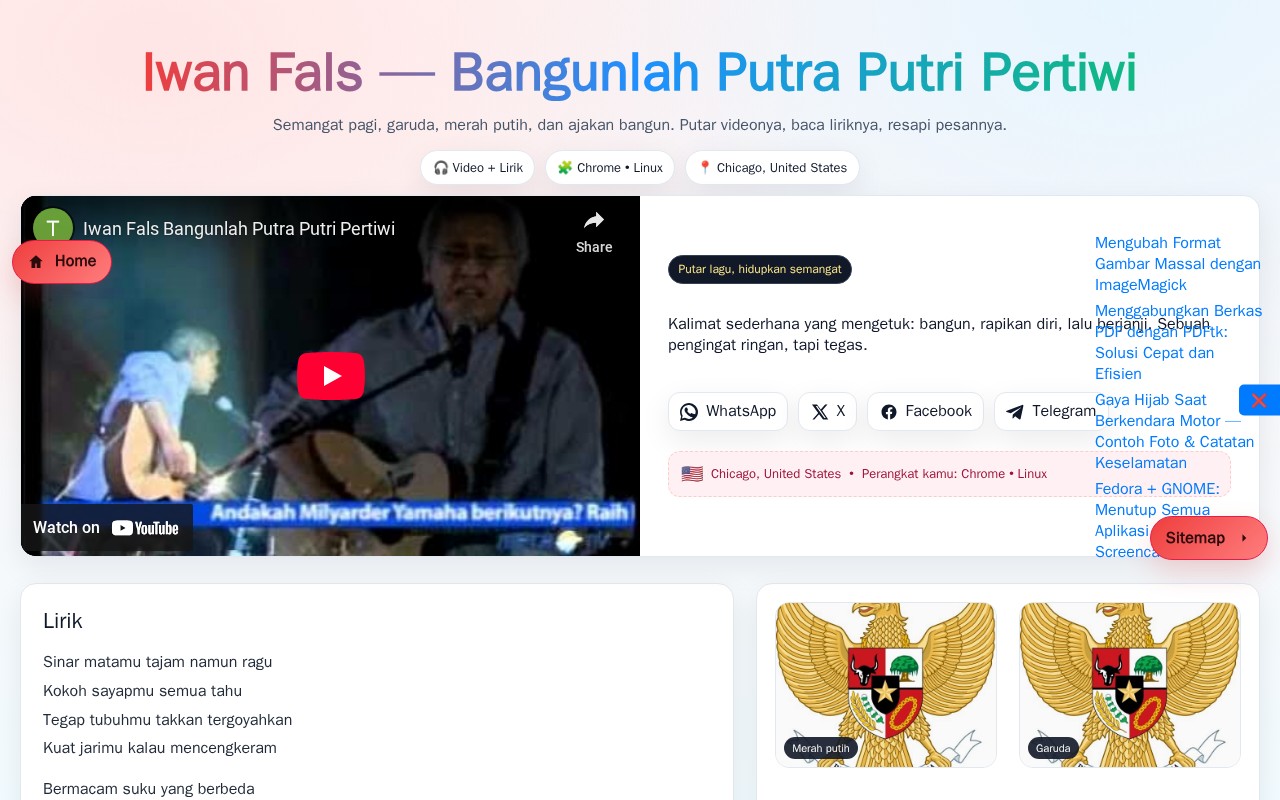 Iwan Fals — Bangunlah Putra Putri Pertiwi
Semangat pagi, garuda, merah putih, dan ajakan bangun. Putar videonya, baca liriknya, resapi pesannya.
🎧 Video + Lirik
🧩 Chrome • Linux
📍 Chicago, United States
T
Iwan Fals Bangunlah Putra Putri Pertiwi
Share
Home
Andakah Milyarder Yamaha berikutnya? Raih
Watch on YouTube
Putar lagu, hidupkan semangat
Kalimat sederhana yang mengetuk: bangun, rapikan diri, lalu berjanji. Sebuah
pengingat ringan, tapi tegas.
WhatsApp
X
Facebook
Telegram
🇺🇸 Chicago, United States • Perangkat kamu: Chrome • Linux
Mengubah Format
Gambar Massal dengan
ImageMagick
Menggabungkan Berkas
PDF dengan PDFtk:
Solusi Cepat dan
Efisien
Gaya Hijab Saat
Berkendara Motor —
Contoh Foto & Catatan
Keselamatan
Fedora + GNOME:
Menutup Semua
Aplikasi
Sitemap
Lirik
Sinar matamu tajam namun ragu
Kokoh sayapmu semua tahu
Tegap tubuhmu takkan tergoyahkan
Kuat jarimu kalau mencengkeram
Bermacam suku yang berbeda
Merah putih
Garuda